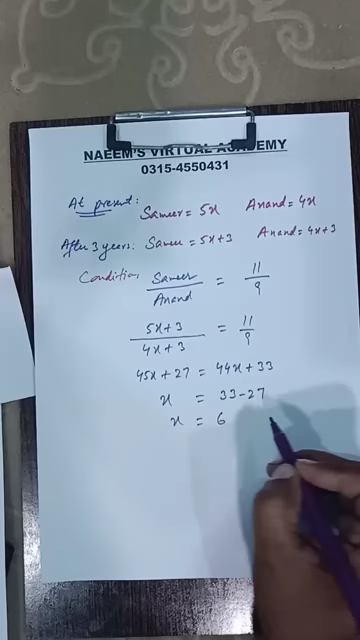 NAEEM'S VIRTUAL ACADEMY
0315-4550431
At present: Sameer = 5x Anand = 4x
After 3 years: Sameer = 5x+3 Anand = 4x+3
Condition, Sameer / Anand = 11 / 9
5x+3 / 4x+3 = 11 / 9
45x+27 = 44x+33
x = 33-27
x = 6